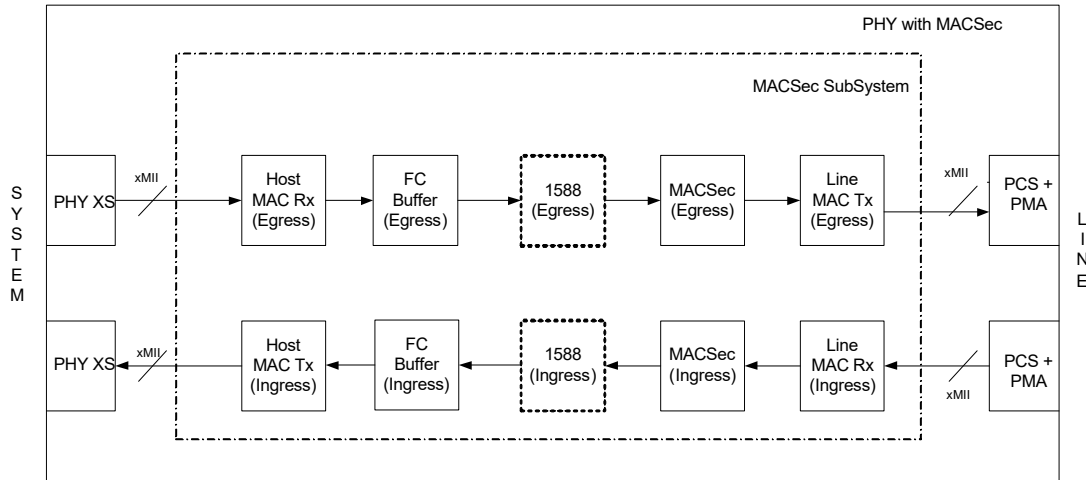 PHY with MACSec
MACSec SubSystem
S
Y
S
T
E
M
PHY XS
xMII
Host
MAC Rx
(Egress)
FC
Buffer
(Egress)
1588
(Egress)
MACSec
(Egress)
Line
MAC Tx
(Egress)
xMII
PCS +
PMA
L
I
N
E
PHY XS
xMII
Host
MAC Tx
(Ingress)
FC
Buffer
(Ingress)
1588
(Ingress)
MACSec
(Ingress)
Line
MAC Rx
(Ingress)
xMII
PCS +
PMA